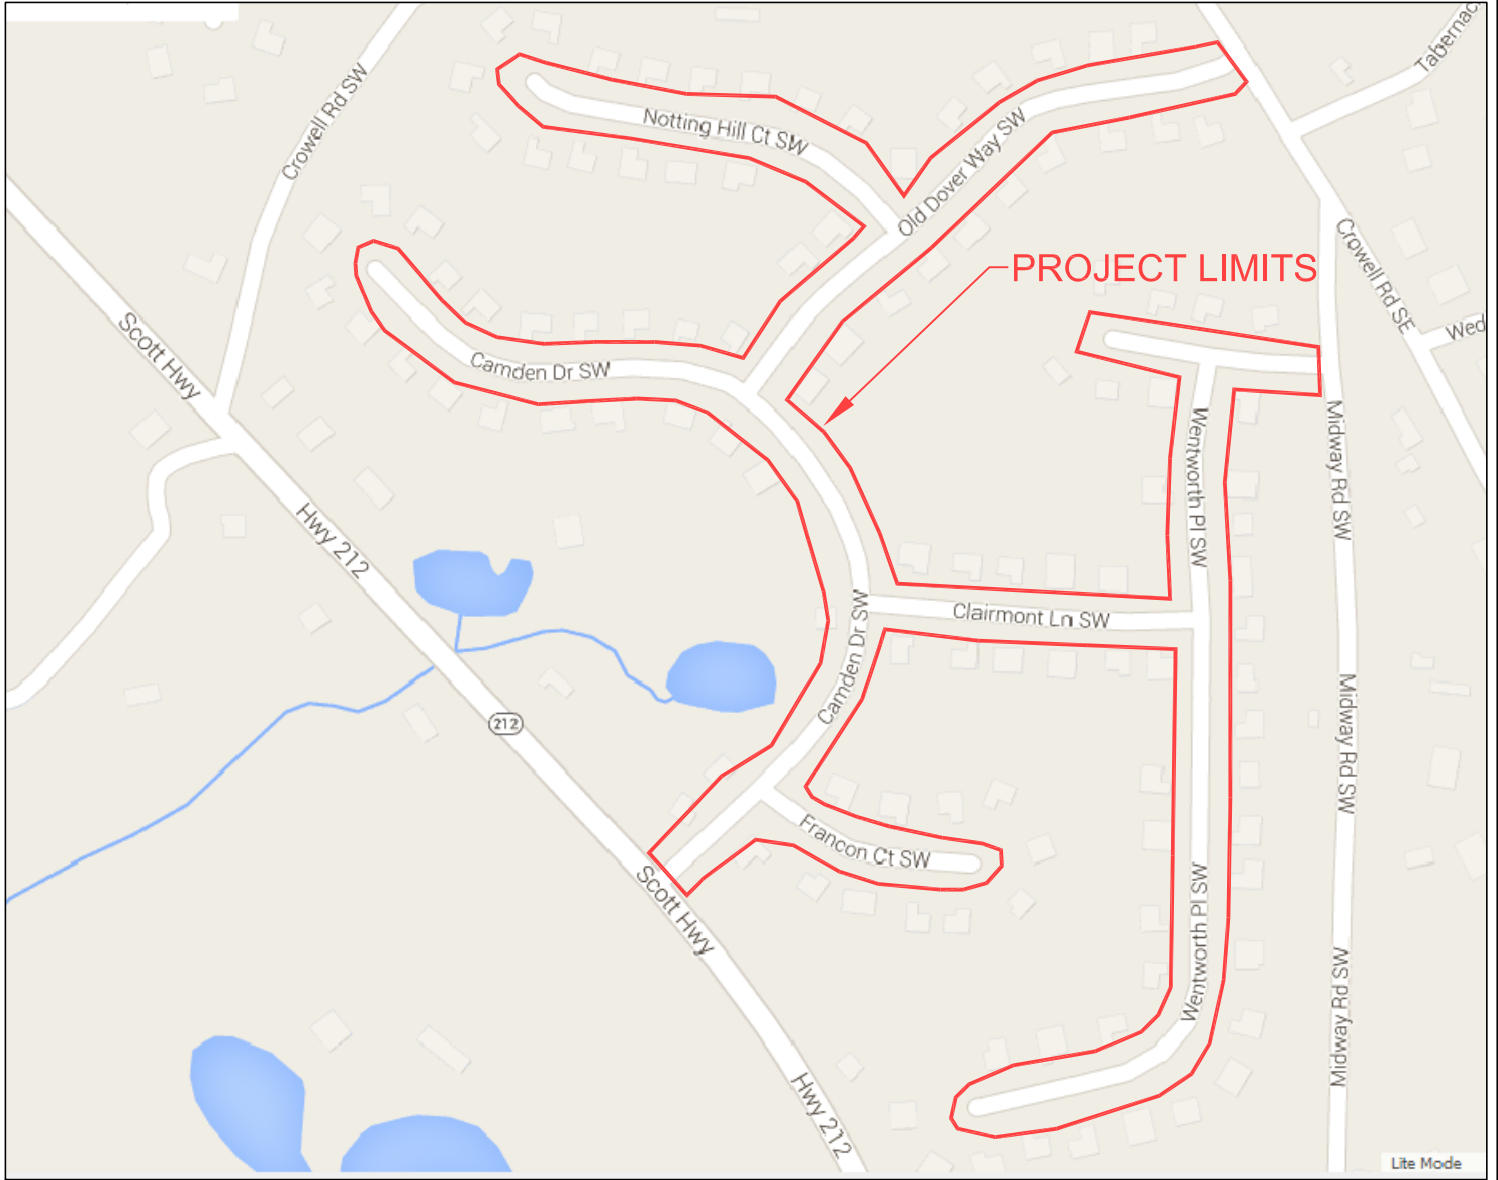 Tabernac
Crowell Rd SW
Notting Hill Ct SW
Old Dover Way SW
Crowell Rd SE
PROJECT LIMITS
Wed
Scott Hwy
Camden Dr SW
Wentworth Pl SW
Midway Rd SW
Hwy 212
Clairmont Ln SW
Camden Dr SW
212
Midway Rd SW
Francon Ct SW
Scott Hwy
Wentworth Pl SW
Midway Rd SW
Hwy 212
Lite Mode